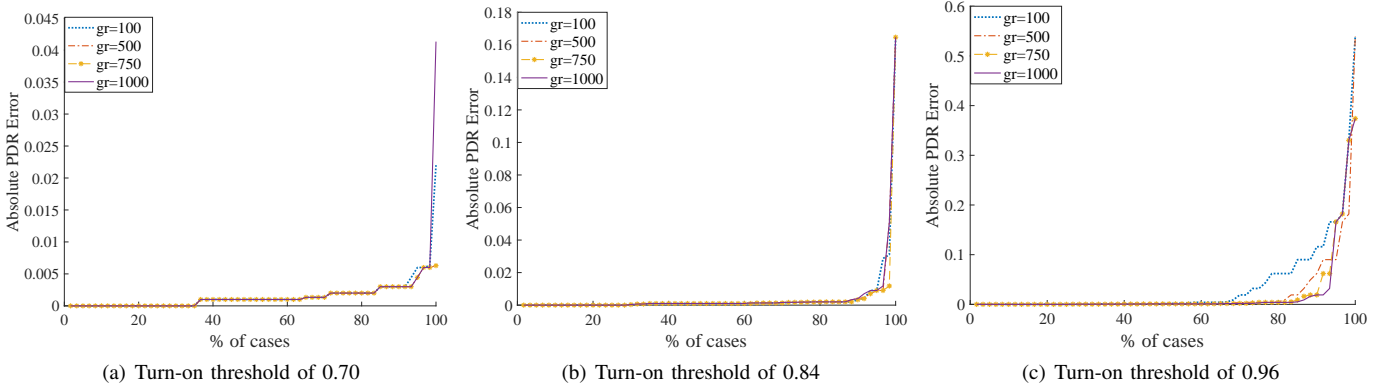 0.045
0.04
0.035
0.03
0.025
0.02
0.015
0.01
0.005
0
Absolute PDR Error
gr=100
gr=500
gr=750
gr=1000
0 20 40 60 80 100
% of cases
(a) Turn-on threshold of 0.70
0.18
0.16
0.14
0.12
0.1
0.08
0.06
0.04
0.02
0
Absolute PDR Error
gr=100
gr=500
gr=750
gr=1000
0 20 40 60 80 100
% of cases
(b) Turn-on threshold of 0.84
0.6
0.5
0.4
0.3
0.2
0.1
0
Absolute PDR Error
gr=100
gr=500
gr=750
gr=1000
0 20 40 60 80 100
% of cases
(c) Turn-on threshold of 0.96